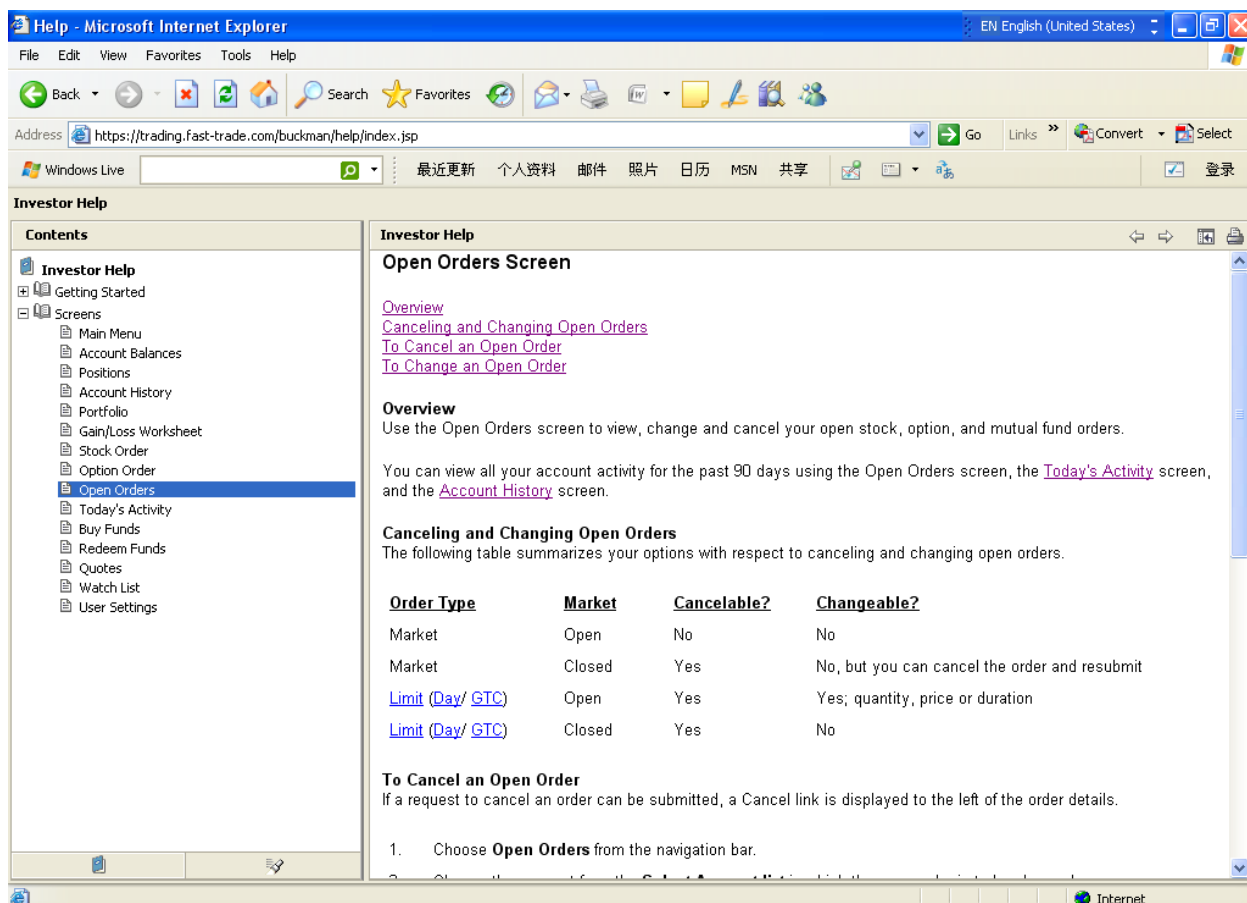 Help - Microsoft Internet Explorer
EN English (United States)
File Edit View Favorites Tools Help
Back Search Favorites
Address https://trading.fast-trade.com/buckman/help/index.jsp Go Links » Convert Select
Windows Live 最近更新 个人资料 邮件 照片 日历 MSN 共享 登录
Investor Help
Contents
Investor Help
Getting Started
Screens
Main Menu
Account Balances
Positions
Account History
Portfolio
Gain/Loss Worksheet
Stock Order
Option Order
Open Orders
Today's Activity
Buy Funds
Redeem Funds
Quotes
Watch List
User Settings
Investor Help
Open Orders Screen
Overview
Canceling and Changing Open Orders
To Cancel an Open Order
To Change an Open Order
Overview
Use the Open Orders screen to view, change and cancel your open stock, option, and mutual fund orders.
You can view all your account activity for the past 90 days using the Open Orders screen, the Today's Activity screen,
and the Account History screen.
Canceling and Changing Open Orders
The following table summarizes your options with respect to canceling and changing open orders.
Order Type Market Cancelable? Changeable?
Market Open No No
Market Closed Yes No, but you can cancel the order and resubmit
Limit (Day/ GTC) Open Yes Yes; quantity, price or duration
Limit (Day/ GTC) Closed Yes No
To Cancel an Open Order
If a request to cancel an order can be submitted, a Cancel link is displayed to the left of the order details.
1. Choose Open Orders from the navigation bar.
Internet